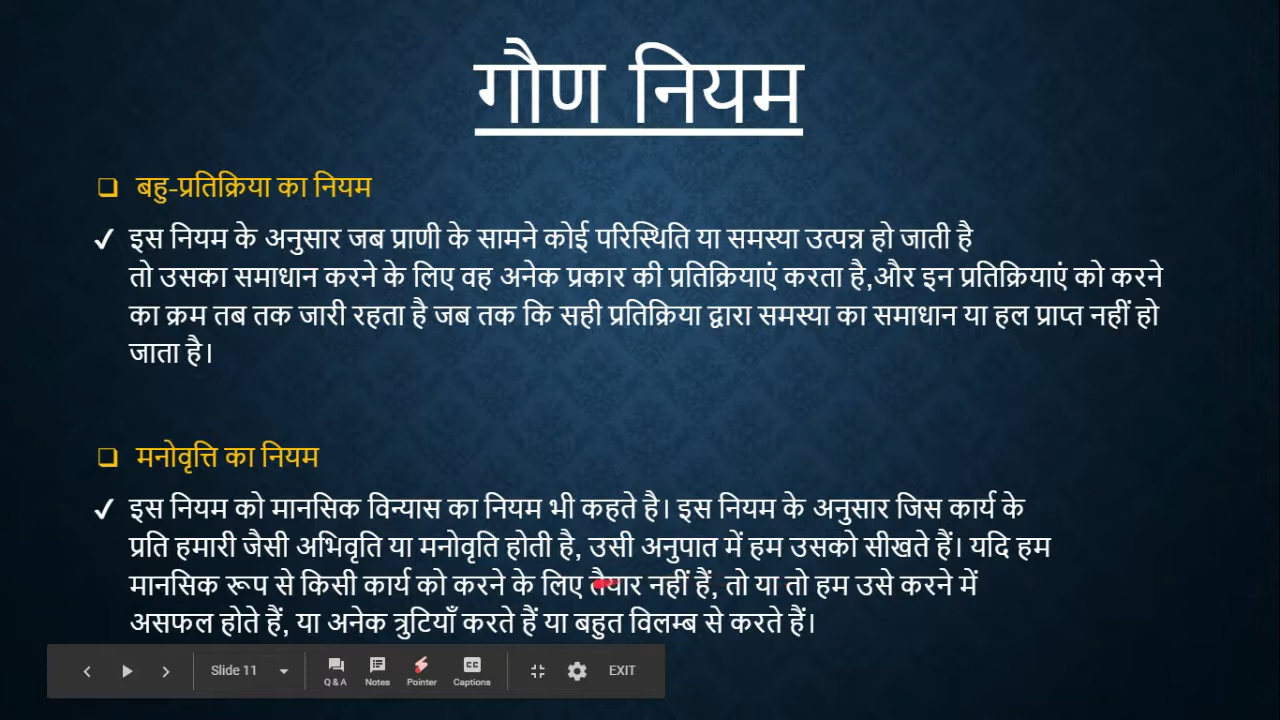 गौण नियम
बहु-प्रतिक्रिया का नियम
इस नियम के अनुसार जब प्राणी के सामने कोई परिस्थिति या समस्या उत्पन्न हो जाती है
तो उसका समाधान करने के लिए वह अनेक प्रकार की प्रतिक्रियाएं करता है,और इन प्रतिक्रियाएं को करने
का क्रम तब तक जारी रहता है जब तक कि सही प्रतिक्रिया द्वारा समस्या का समाधान या हल प्राप्त नहीं हो
जाता है।
मनोवृत्ति का नियम
इस नियम को मानसिक विन्यास का नियम भी कहते है। इस नियम के अनुसार जिस कार्य के
प्रति हमारी जैसी अभिवृति या मनोवृति होती है, उसी अनुपात में हम उसको सीखते हैं। यदि हम
मानसिक रूप से किसी कार्य को करने के लिए तैयार नहीं हैं, तो या तो हम उसे करने में
असफल होते हैं, या अनेक त्रुटियाँ करते हैं या बहुत विलम्ब से करते हैं।
Slide 11 Q & A Notes Pointer CC Captions EXIT